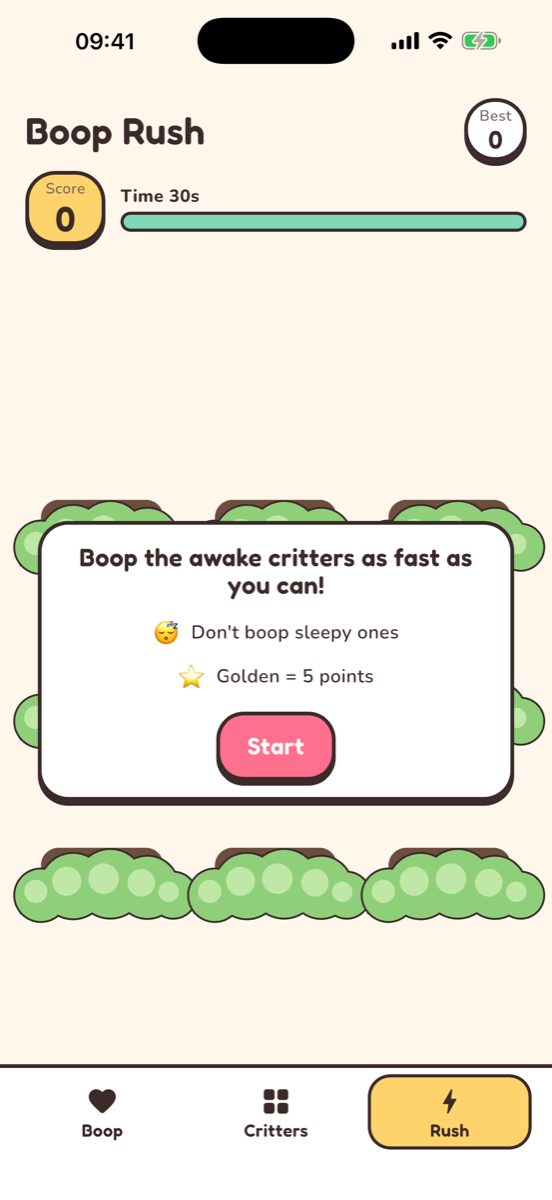 09:41
Boop Rush
Best
0
Score
0
Time 30s
Boop the awake critters as fast as
you can!
Don't boop sleepy ones
Golden = 5 points
Start
Boop
Critters
Rush